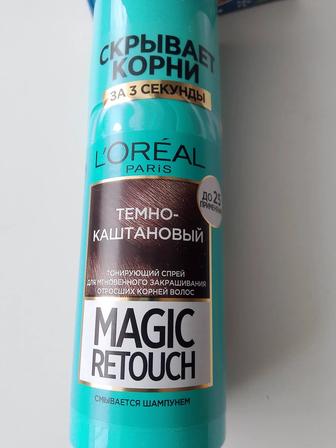 СКРЫВАЕТ
КОРНИ
ЗА 3 СЕКУНДЫ
L'ORÉAL
PARIS
ДО 25
ПРИМЕНЕНИЙ
ТЕМНО-
КАШТАНОВЫЙ
ТОНИРУЮЩИЙ СПРЕЙ
ДЛЯ МГНОВЕННОГО ЗАКРАШИВАНИЯ
ОТРОСШИХ КОРНЕЙ ВОЛОС
MAGIC
RETOUCH
СМЫВАЕТСЯ ШАМПУНЕМ